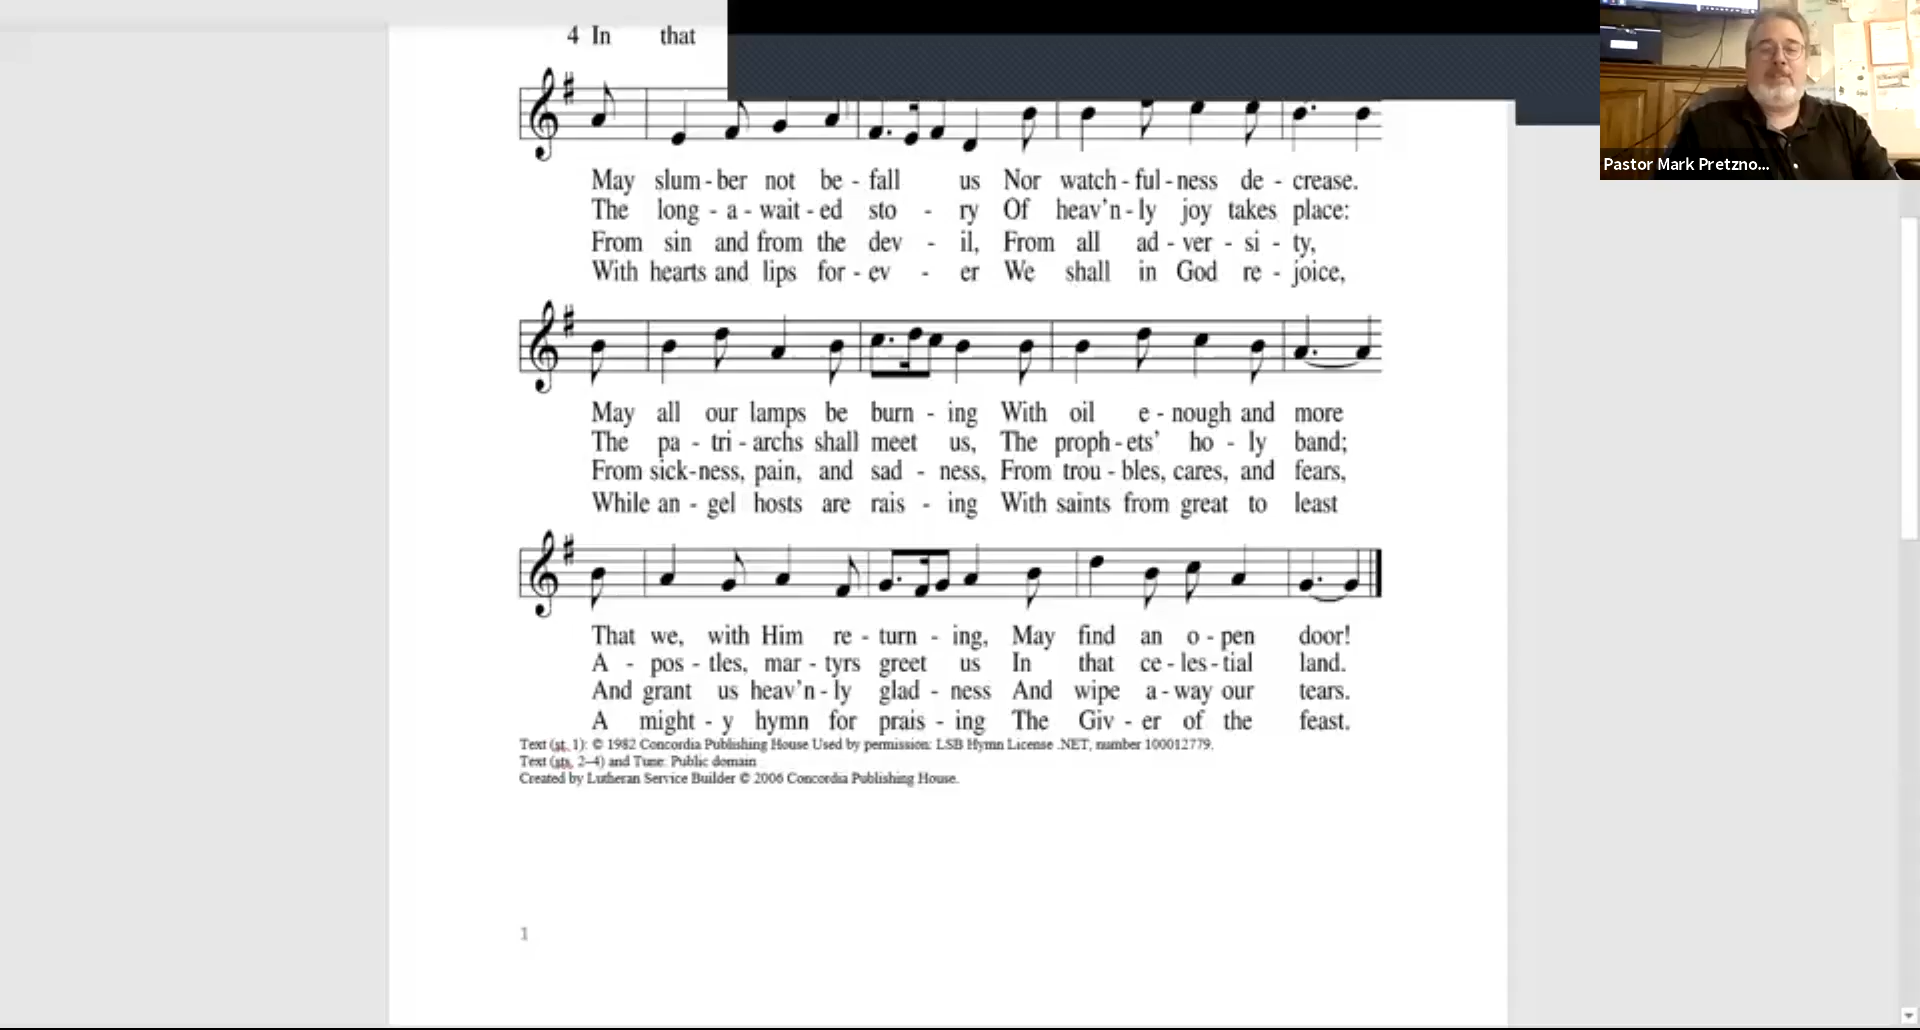 4 In that
Pastor Mark Pretzno...
May slum - ber not be - fall us Nor watch - ful - ness de - crease.
The long - a - wait - ed sto - ry Of heav'n - ly joy takes place:
From sin and from the dev - il, From all ad - ver - si - ty,
With hearts and lips for - ev - er We shall in God re - joice,
May all our lamps be burn - ing With oil e - nough and more
The pa - tri - archs shall meet us, The proph - ets' ho - ly band;
From sick - ness, pain, and sad - ness, From trou - bles, cares, and fears,
While an - gel hosts are rais - ing With saints from great to least
That we, with Him re - turn - ing, May find an o - pen door!
A - pos - tles, mar - tyrs greet us In that ce - les - tial land.
And grant us heav'n - ly glad - ness And wipe a - way our tears.
A might - y hymn for prais - ing The Giv - er of the feast.
Text (st. 1): © 1982 Concordia Publishing House Used by permission: LSB Hymn License .NET, number 100012779.
Text (sts. 2–4) and Tune: Public domain
Created by Lutheran Service Builder © 2006 Concordia Publishing House.
1